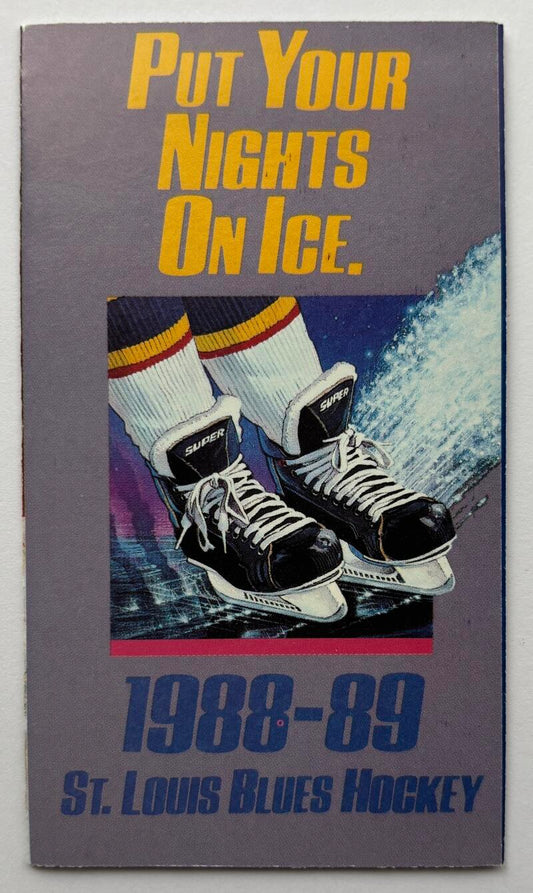 Put Your
Nights
On Ice.
SUPER
SUPER
1988-89
St. Louis Blues Hockey